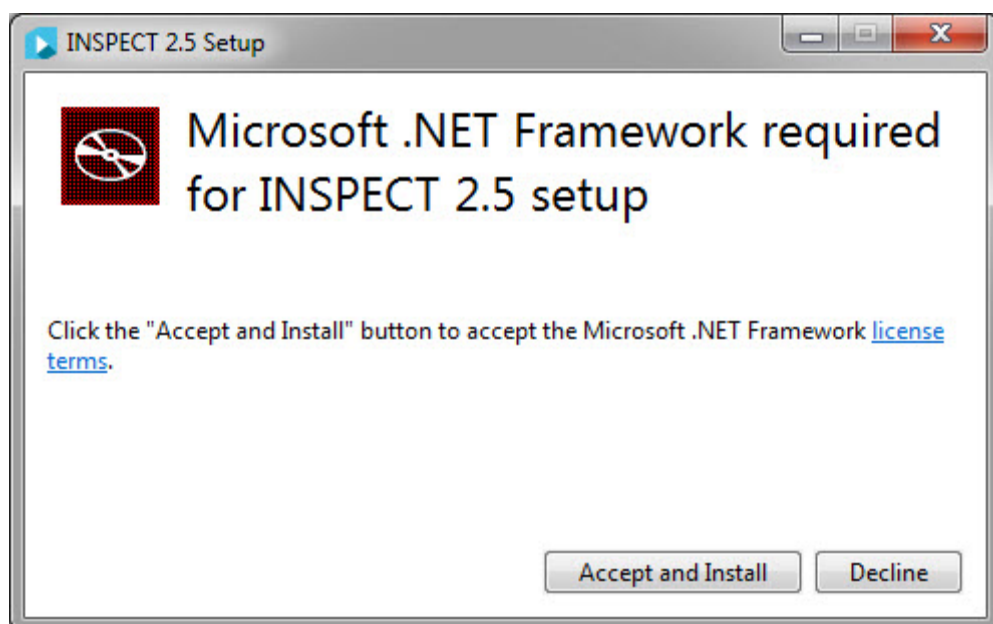 INSPECT 2.5 Setup
Microsoft .NET Framework required
for INSPECT 2.5 setup
Click the "Accept and Install" button to accept the Microsoft .NET Framework license
terms.
Accept and Install
Decline